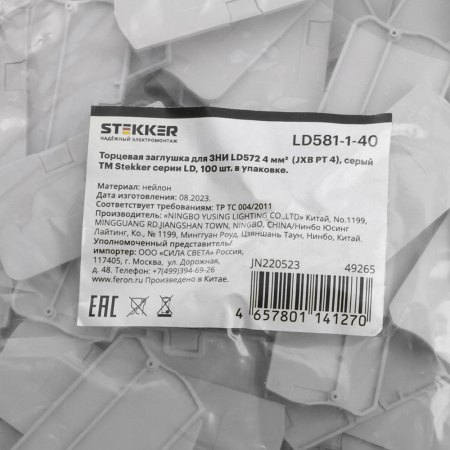 STEKKER
НАДЁЖНЫЙ ЭЛЕКТРОМОНТАЖ
LD581-1-40
Торцевая заглушка для ЗНИ LD572 4 мм² (JXB PT 4), серый
TM Stekker серии LD, 100 шт. в упаковке.
Материал: нейлон
Дата изготовления: 08.2023.
Соответствует требованиям: ТР ТС 004/2011
Производитель: «NINGBO YUSING LIGHTING CO.,LTD» Китай, No.1199,
MINGGUANG RD.JIANGSHAN TOWN, NINGBO, CHINA/Нинбо Юсинг
Лайтинг, Ко., № 1199, Мингуан Роуд, Цзяншань Таун, Нинбо, Китай.
Уполномоченный представитель/
импортер: ООО «СИЛА СВЕТА» Россия,
117405, г. Москва, ул. Дорожная,
д. 48. Телефон: +7(499)394-69-26
www.feron.ru Произведено в Китае.
JN220523 49265
EAC
4 657801 141270